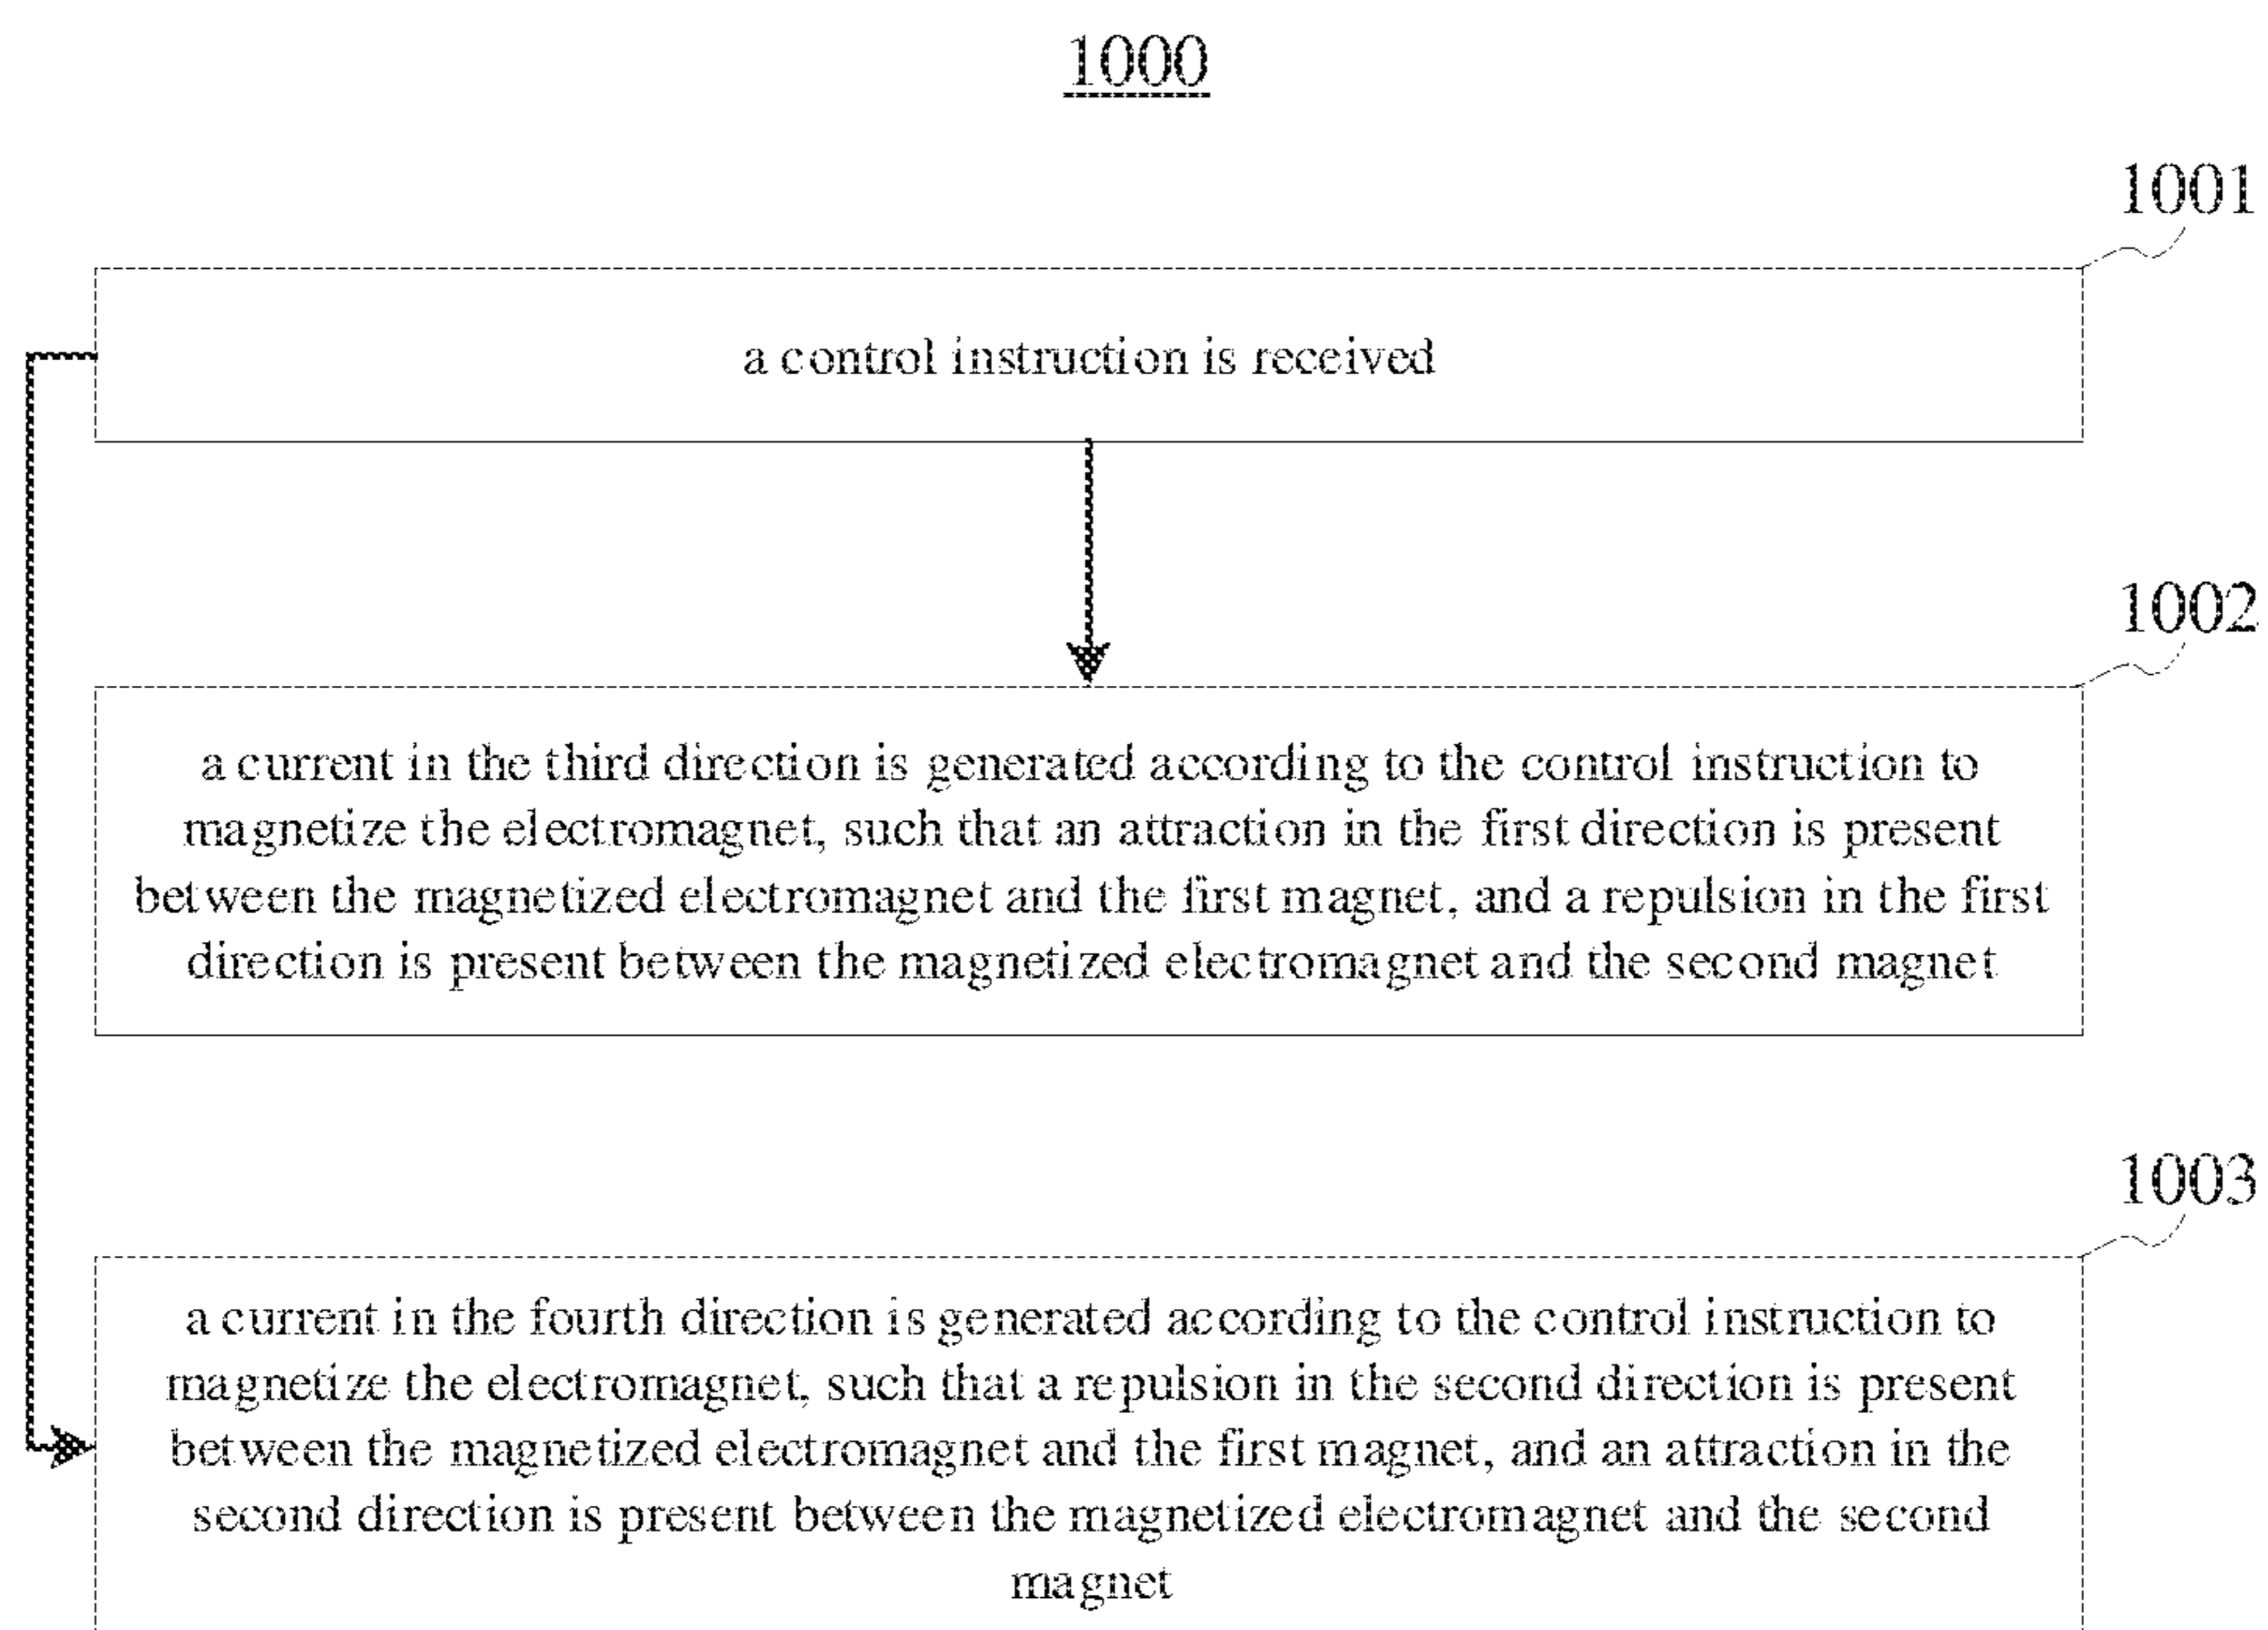 1000
1001
a control instruction is received
1002
a current in the third direction is generated according to the control instruction to
magnetize the electromagnet, such that an attraction in the first direction is present
between the magnetized electromagnet and the first magnet, and a repulsion in the first
direction is present between the magnetized electromagnet and the second magnet
1003
a current in the fourth direction is generated according to the control instruction to
magnetize the electromagnet, such that a repulsion in the second direction is present
between the magnetized electromagnet and the first magnet, and an attraction in the
second direction is present between the magnetized electromagnet and the second
magnet